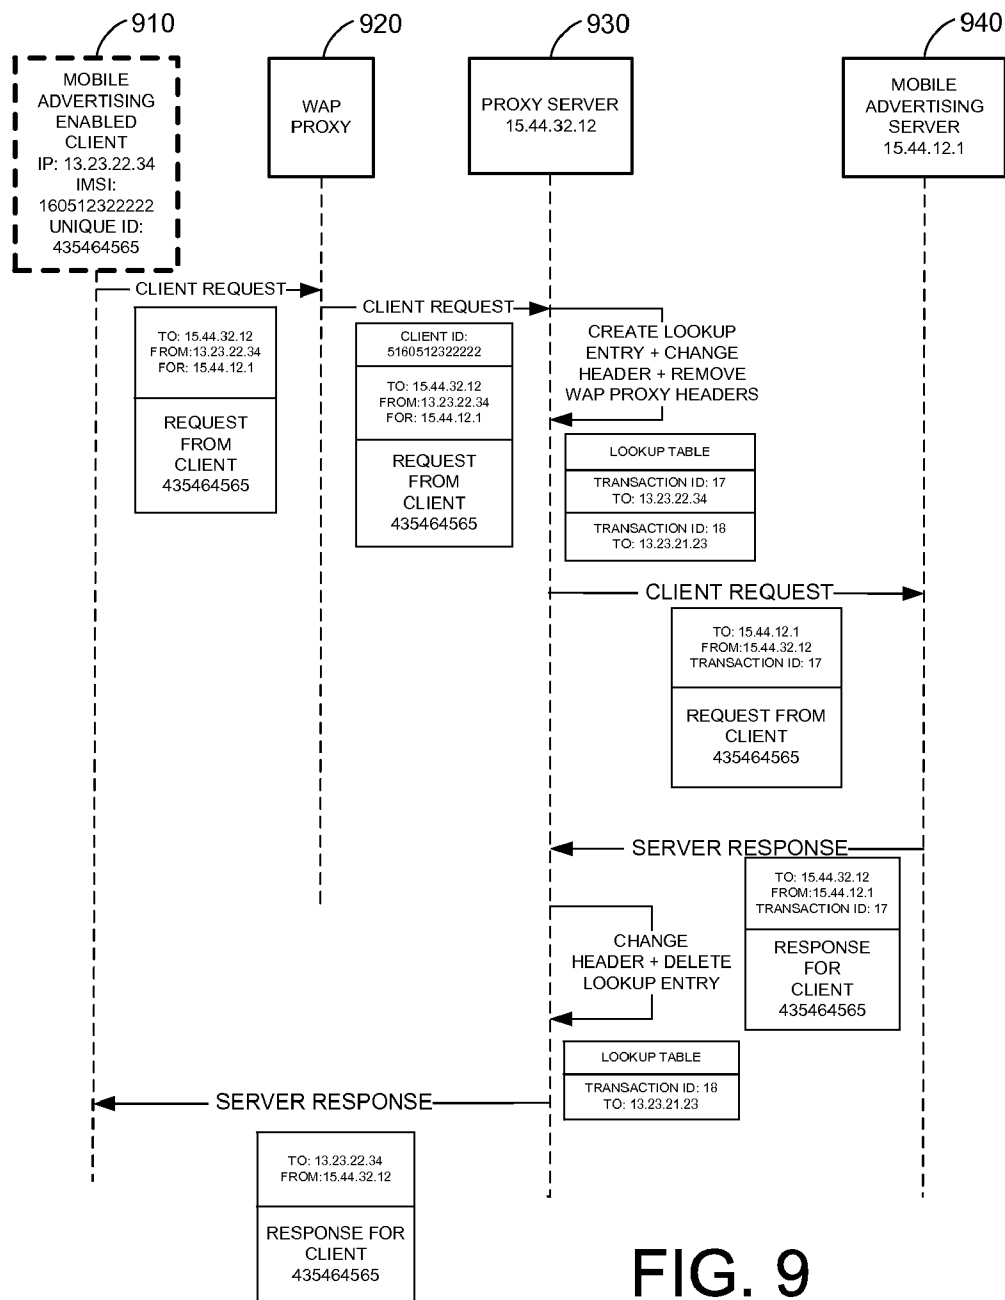 910
920
930
940
MOBILE
ADVERTISING
ENABLED
CLIENT
IP: 13.23.22.34
IMSI:
160512322222
UNIQUE ID:
435464565
WAP
PROXY
PROXY SERVER
15.44.32.12
MOBILE
ADVERTISING
SERVER
15.44.12.1
CLIENT REQUEST
TO: 15.44.32.12
FROM:13.23.22.34
FOR: 15.44.12.1
REQUEST
FROM
CLIENT
435464565
CLIENT REQUEST
CLIENT ID:
5160512322222
TO: 15.44.32.12
FROM:13.23.22.34
FOR: 15.44.12.1
REQUEST
FROM
CLIENT
435464565
CREATE LOOKUP
ENTRY + CHANGE
HEADER + REMOVE
WAP PROXY HEADERS
LOOKUP TABLE
TRANSACTION ID: 17
TO: 13.23.22.34
TRANSACTION ID: 18
TO: 13.23.21.23
CLIENT REQUEST
TO: 15.44.12.1
FROM:15.44.32.12
TRANSACTION ID: 17
REQUEST FROM
CLIENT
435464565
SERVER RESPONSE
TO: 15.44.32.12
FROM:15.44.12.1
TRANSACTION ID: 17
RESPONSE
FOR
CLIENT
435464565
CHANGE
HEADER + DELETE
LOOKUP ENTRY
LOOKUP TABLE
TRANSACTION ID: 18
TO: 13.23.21.23
SERVER RESPONSE
TO: 13.23.22.34
FROM:15.44.32.12
RESPONSE FOR
CLIENT
435464565
FIG. 9